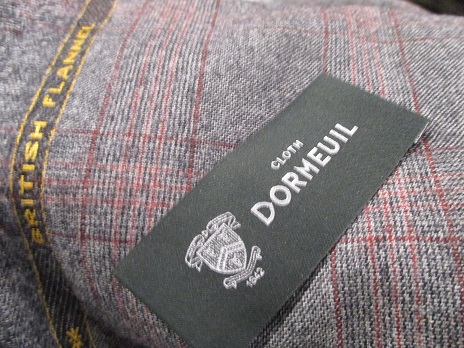 BRITISH FLANNEL
CLOTH
DORMEUIL
1842